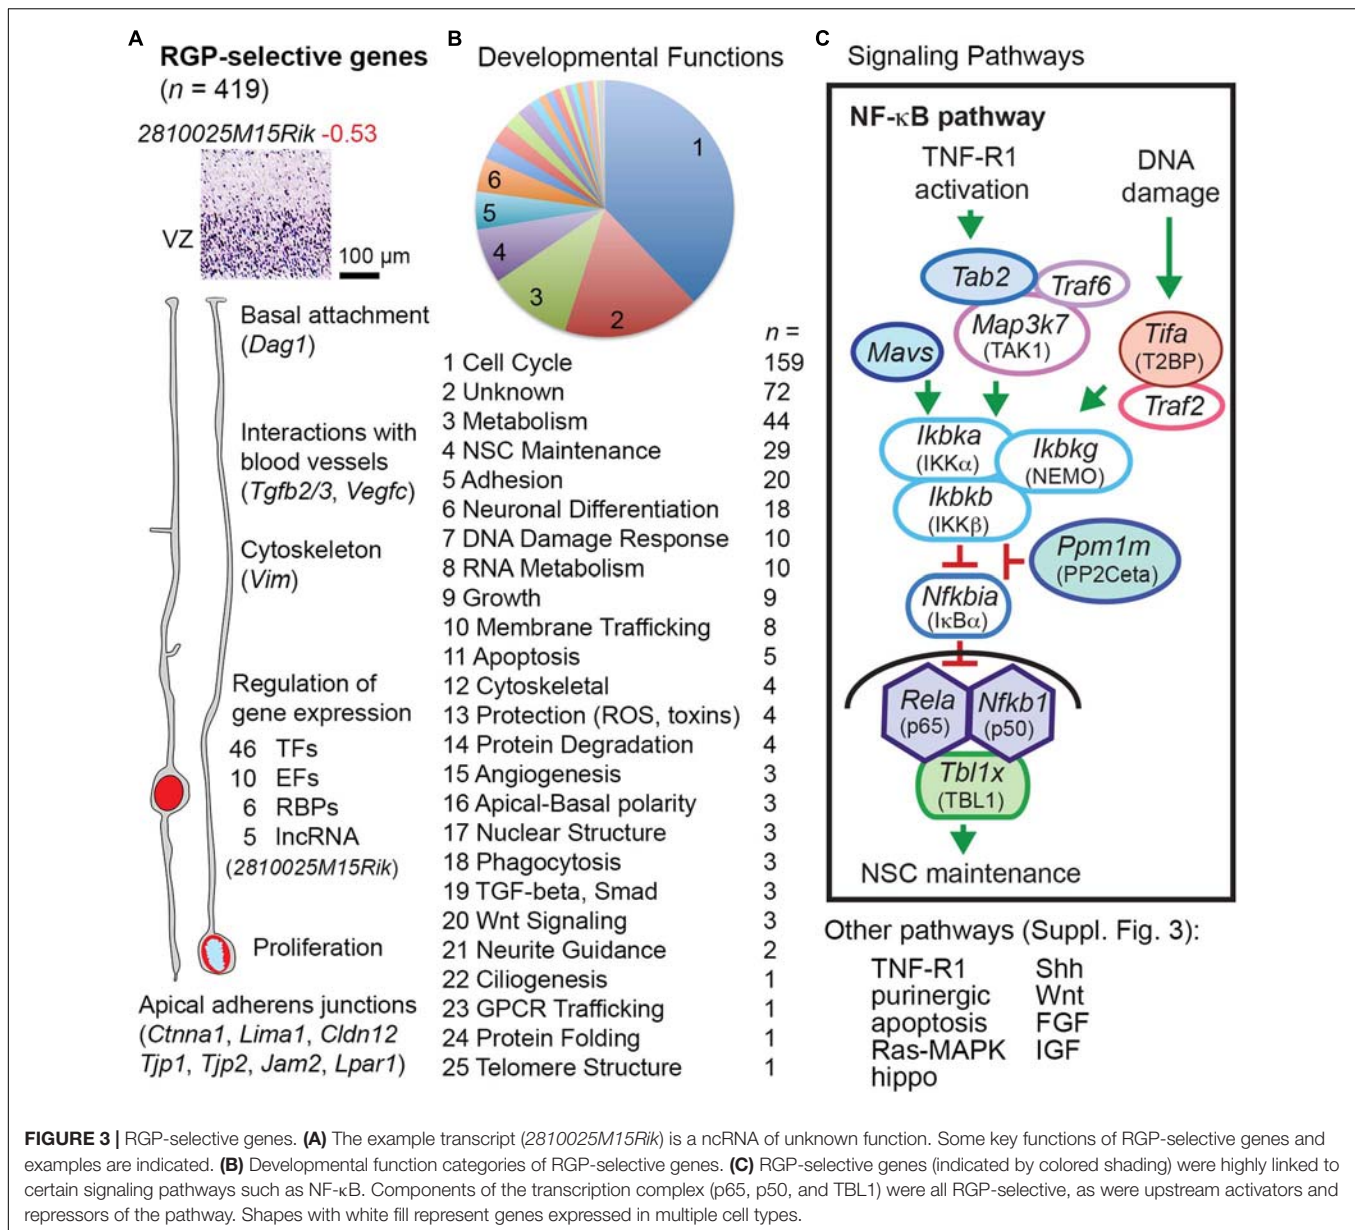 A
RGP-selective genes
(n = 419)
2810025M15Rik -0.53
VZ
100 µm
Basal attachment
(Dag1)
Interactions with
blood vessels
(Tgfb2/3, Vegfc)
Cytoskeleton
(Vim)
Regulation of
gene expression
46 TFs
10 EFs
6 RBPs
5 lncRNA
(2810025M15Rik)
Proliferation
Apical adherens junctions
(Ctnna1, Lima1, Cldn12
Tjp1, Tjp2, Jam2, Lpar1)
B
Developmental Functions
1
2
3
4
5
6
n =
1 Cell Cycle 159
2 Unknown 72
3 Metabolism 44
4 NSC Maintenance 29
5 Adhesion 20
6 Neuronal Differentiation 18
7 DNA Damage Response 10
8 RNA Metabolism 10
9 Growth 9
10 Membrane Trafficking 8
11 Apoptosis 5
12 Cytoskeletal 4
13 Protection (ROS, toxins) 4
14 Protein Degradation 4
15 Angiogenesis 3
16 Apical-Basal polarity 3
17 Nuclear Structure 3
18 Phagocytosis 3
19 TGF-beta, Smad 3
20 Wnt Signaling 3
21 Neurite Guidance 2
22 Ciliogenesis 1
23 GPCR Trafficking 1
24 Protein Folding 1
25 Telomere Structure 1
C
Signaling Pathways
NF-κB pathway
TNF-R1
activation
DNA
damage
Tab2
Traf6
Map3k7
(TAK1)
Mavs
Tifa
(T2BP)
Traf2
Ikbka
(IKKα)
Ikbkg
(NEMO)
Ikbkb
(IKKβ)
Ppm1m
(PP2Ceta)
Nfkbia
(IκBα)
Rela
(p65)
Nfkb1
(p50)
Tbl1x
(TBL1)
NSC maintenance
Other pathways (Suppl. Fig. 3):
TNF-R1 Shh
purinergic Wnt
apoptosis FGF
Ras-MAPK IGF
hippo
FIGURE 3 | RGP-selective genes. (A) The example transcript (2810025M15Rik) is a ncRNA of unknown function. Some key functions of RGP-selective genes and
examples are indicated. (B) Developmental function categories of RGP-selective genes. (C) RGP-selective genes (indicated by colored shading) were highly linked to
certain signaling pathways such as NF-κB. Components of the transcription complex (p65, p50, and TBL1) were all RGP-selective, as were upstream activators and
repressors of the pathway. Shapes with white fill represent genes expressed in multiple cell types.